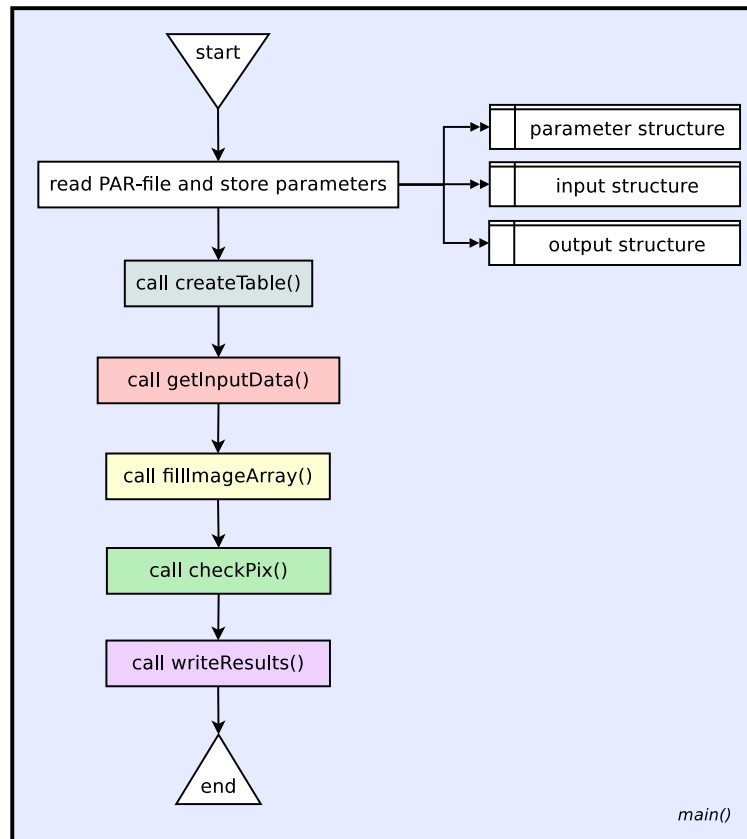 start
parameter structure
read PAR-file and store parameters
input structure
output structure
call createTable()
call getInputData()
call fillImageArray()
call checkPix()
call writeResults()
end
main()